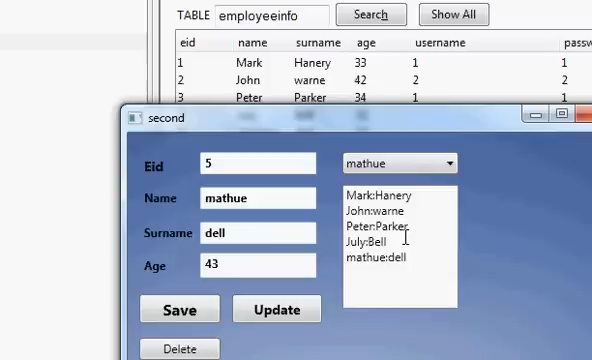 TABLE employeeinfo Search Show All
eid name surname age username passw
1 Mark Hanery 33 1 1
2 John warne 42 2 2
3 Peter Parker 34 1 1
second
Eid 5 mathue
Name mathue
Surname dell
Age 43
Mark:Hanery
John:warne
Peter:Parker
July:Bell
mathue:dell
Save Update
Delete